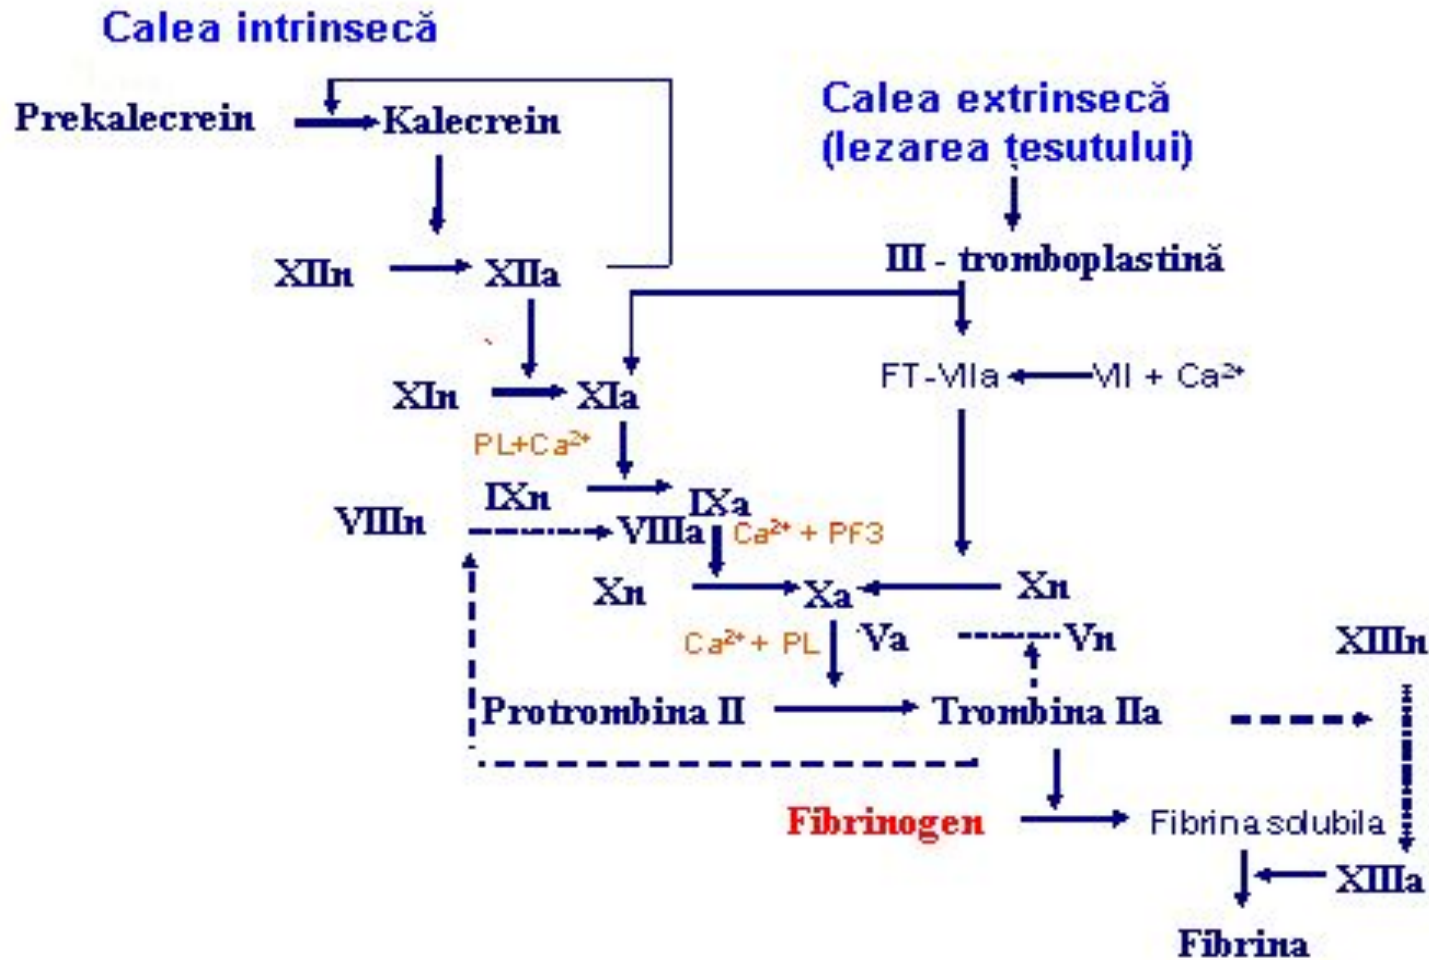 Calea intrinsecă
Prekalecrein
Kalecrein
Calea extrinsecă
(lezarea țesutului)
XIIn
XIIa
III - tromboplastină
XIn
XIa
FT-VIIa
VII + Ca²⁺
PL+Ca²⁺
IXn
IXa
VIIIn
VIIIa
Ca²⁺ + Pf3
Xn
Xa
Xn
Ca²⁺ + PL
Va
Vn
XIIIn
Protrombina II
Trombina IIa
Fibrinogen
Fibrina solubila
XIIIa
Fibrina